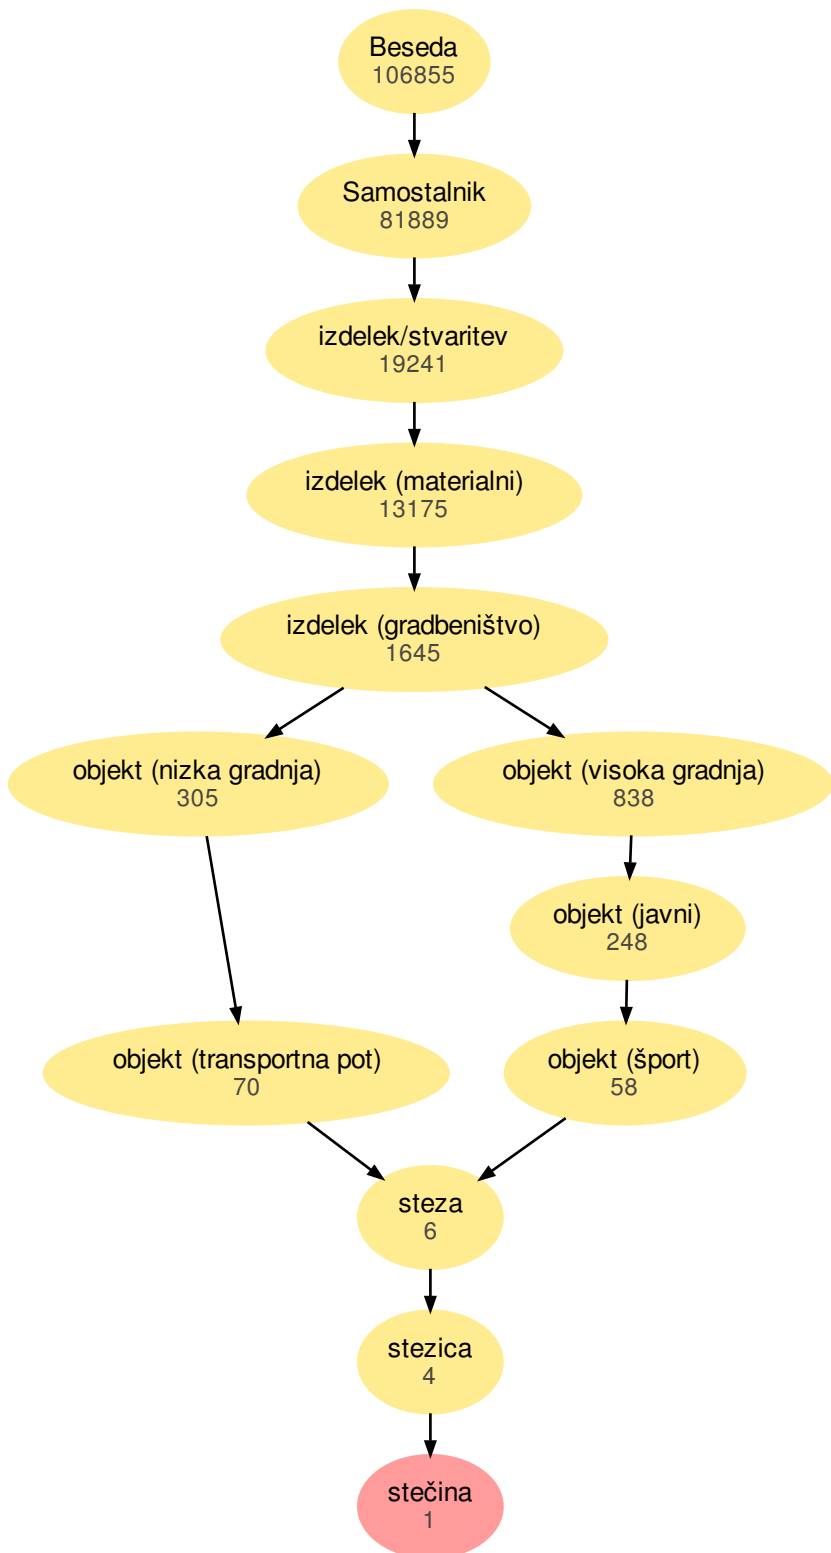 Beseda
106855
Samostalnik
81889
izdelek/stvaritev
19241
izdelek (materialni)
13175
izdelek (gradbeništvo)
1645
objekt (nizka gradnja)
305
objekt (visoka gradnja)
838
objekt (javni)
248
objekt (transportna pot)
70
objekt (šport)
58
steza
6
stezica
4
stečina
1